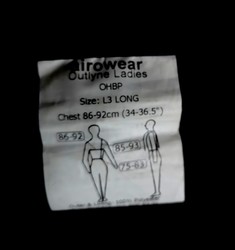 airowear
Outlyne Ladies
OHBP
Size: L3 LONG
Chest 86-92cm (34-36.5")
86-92
85-93
75-83
100%